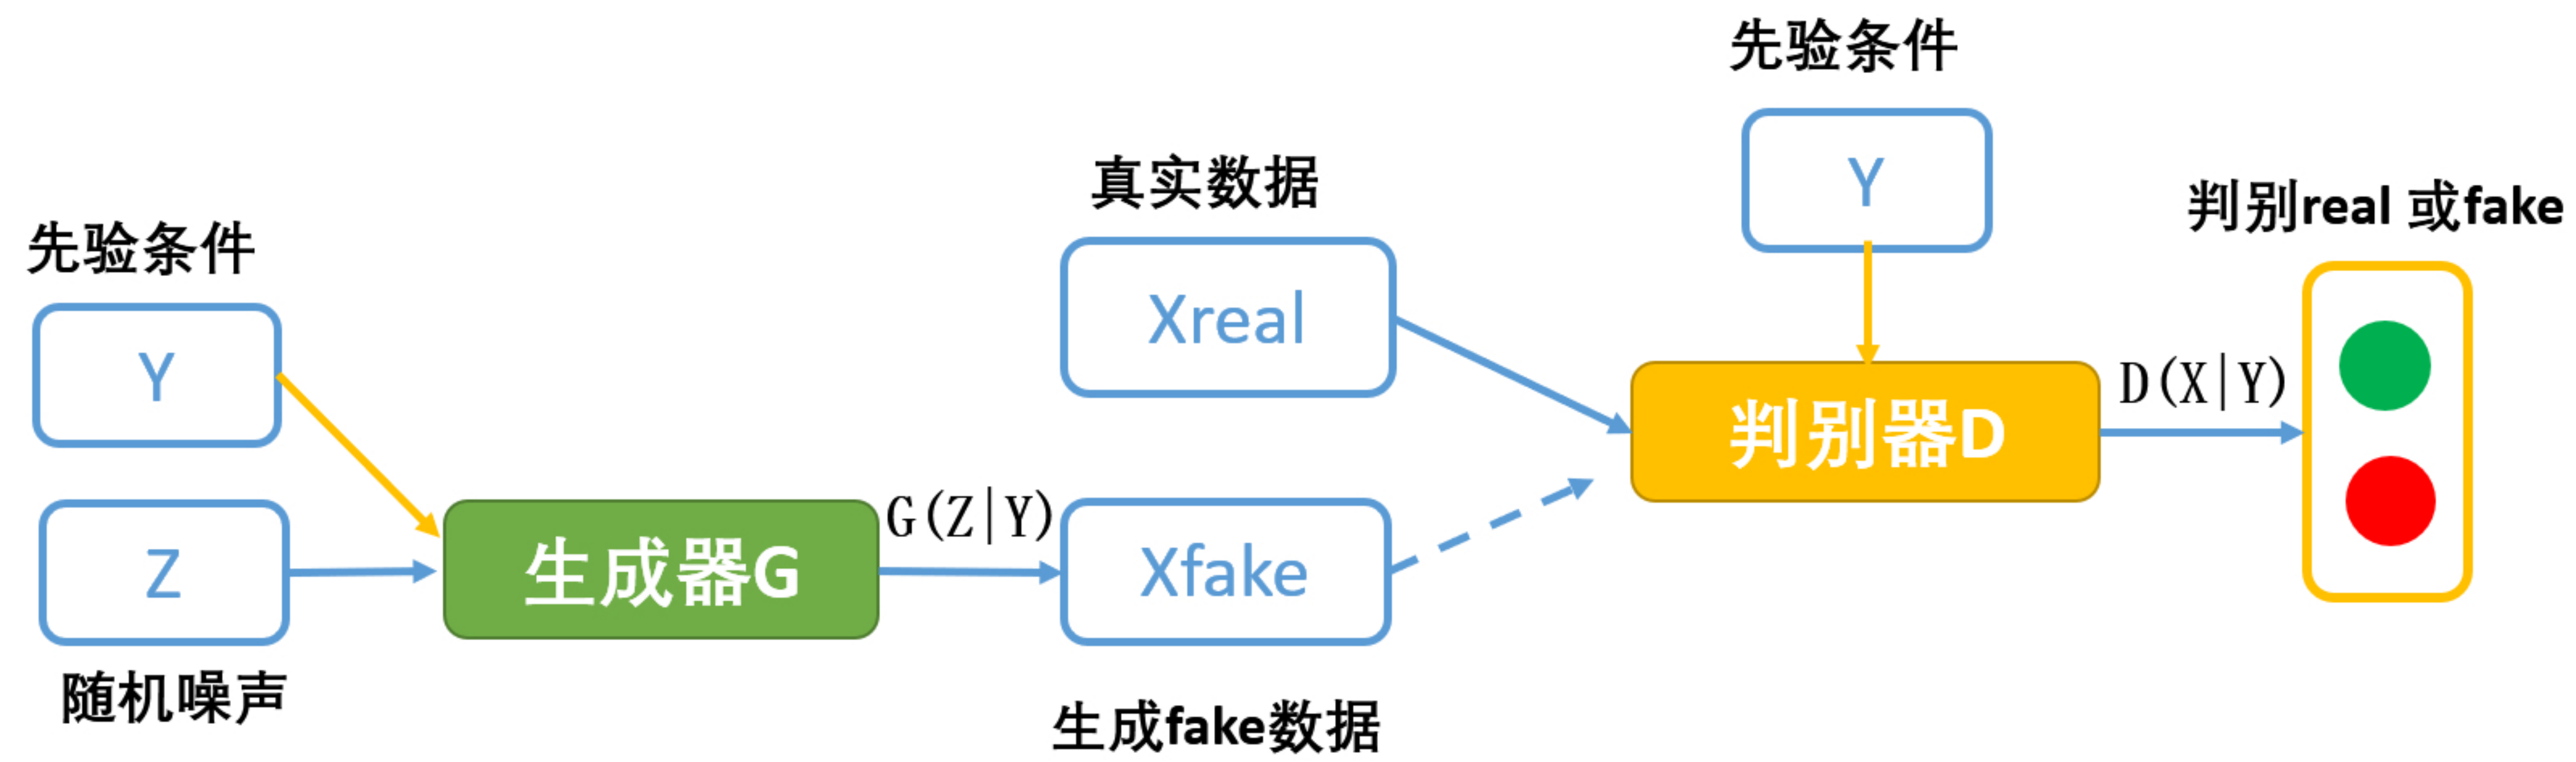 先验条件
Y
Z
随机噪声
生成器G
G(Z|Y)
真实数据
Xreal
Xfake
生成fake数据
先验条件
Y
判别器D
D(X|Y)
判别real 或fake